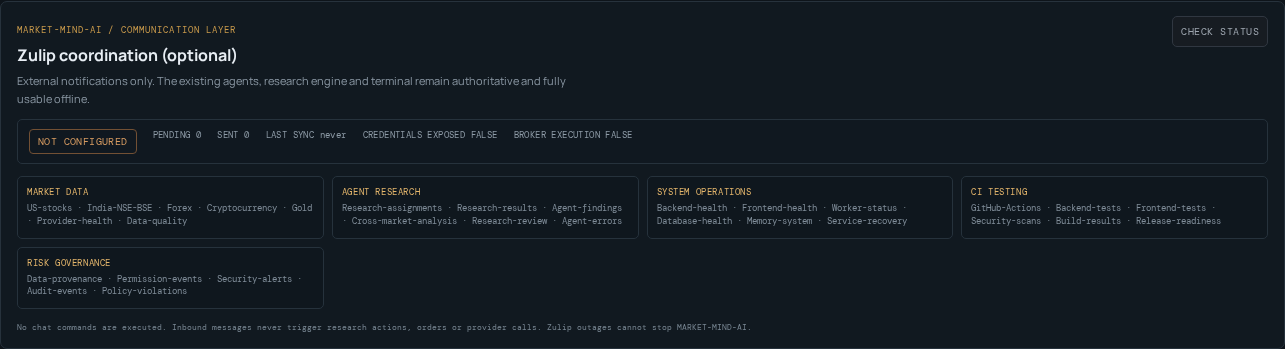 MARKET-MIND-AI / COMMUNICATION LAYER
CHECK STATUS
Zulip coordination (optional)
External notifications only. The existing agents, research engine and terminal remain authoritative and fully
usable offline.
NOT CONFIGURED PENDING 0 SENT 0 LAST SYNC never CREDENTIALS EXPOSED FALSE BROKER EXECUTION FALSE
MARKET DATA
US-stocks · India-NSE-BSE · Forex · Cryptocurrency · Gold
· Provider-health · Data-quality
AGENT RESEARCH
Research-assignments · Research-results · Agent-findings
· Cross-market-analysis · Research-review · Agent-errors
SYSTEM OPERATIONS
Backend-health · Frontend-health · Worker-status ·
Database-health · Memory-system · Service-recovery
CI TESTING
GitHub-Actions · Backend-tests · Frontend-tests ·
Security-scans · Build-results · Release-readiness
RISK GOVERNANCE
Data-provenance · Permission-events · Security-alerts ·
Audit-events · Policy-violations
No chat commands are executed. Inbound messages never trigger research actions, orders or provider calls. Zulip outages cannot stop MARKET-MIND-AI.